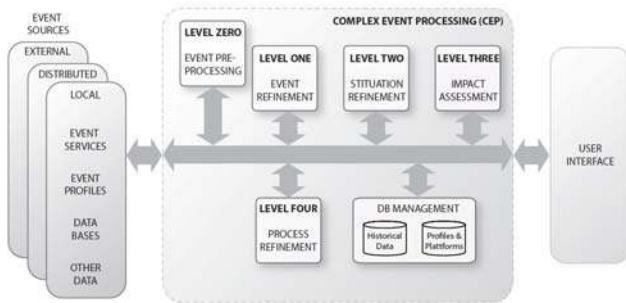 EVENT
SOURCES
EXTERNAL
DISTRIBUTED
LOCAL
EVENT
SERVICES
EVENT
PROFILES
DATA
BASES
OTHER
DATA
COMPLEX EVENT PROCESSING (CEP)
LEVEL ZERO
EVENT PRE-
PROCESSING
LEVEL ONE
EVENT
REFINEMENT
LEVEL TWO
STITUATION
REFINEMENT
LEVEL THREE
IMPACT
ASSESSMENT
LEVEL FOUR
PROCESS
REFINEMENT
DB MANAGEMENT
Historical
Data
Profiles &
Plattforms
USER
INTERFACE